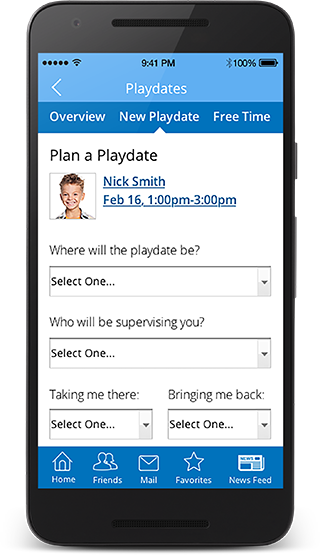 9:41 PM 100%
Playdates
Overview New Playdate Free Time
Plan a Playdate
Nick Smith
Feb 16, 1:00pm-3:00pm
Where will the playdate be?
Select One...
Who will be supervising you?
Select One...
Taking me there: Bringing me back:
Select One... Select One...
NEWS
Home Friends Mail Favorites News Feed